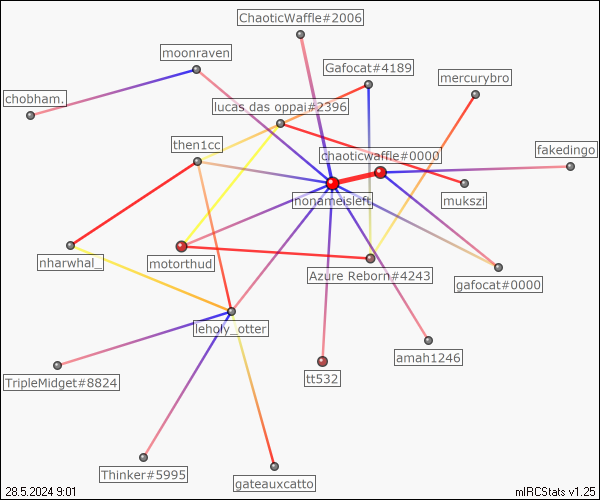 ChaoticWaffle#2006
moonraven
Gafocat#4189
mercurybro
chobham.
lucas das oppai#2396
then1cc
chaoticwaffle#0000
fakedingo
nonameisleft
mukszi
nharwhal_
motorthud
Azure Reborn#4243
gafocat#0000
leholy_otter
amah1246
TripleMidget#8824
tt532
Thinker#5995
gateauxcatto
28.5.2024 9:01
mIRCStats v1.25